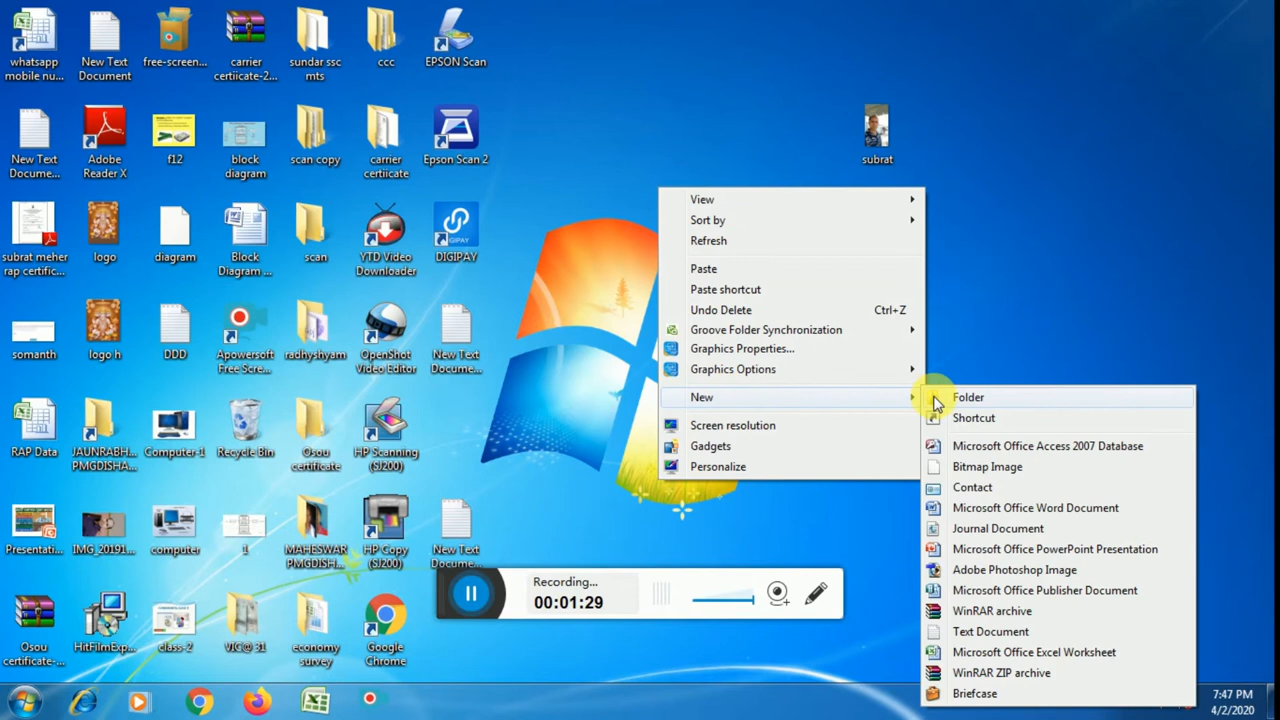 whatsapp
mobile nu...
New Text
Document
free-screen...
carrier
certiicate-2...
sundar ssc
mts
ccc
EPSON Scan
New Text
Docume...
Adobe
Reader X
f12
block
diagram
scan copy
carrier
certiicate
Epson Scan 2
subrat
subrat meher
rap certific...
logo
diagram
Block
Diagram ...
scan
YTD Video
Downloader
GIPAY
DIGIPAY
somanth
logo h
DDD
Apowersoft
Free Scre...
radhyshyam
OpenShot
Video Editor
New Text
Docume...
RAP Data
JAUNRABH...
PMGDISHA...
Computer-1
Recycle Bin
Osou
certificate
HP Scanning
(SJ200)
Presentati...
IMG_20191...
computer
1
MAHESWAR
PMGDISH...
HP Copy
(SJ200)
New Text
Docume...
Osou
certificate-...
HitFilmExp...
class-2
VIC@ 31
economy
survey
Google
Chrome
View
Sort by
Refresh
Paste
Paste shortcut
Undo Delete Ctrl+Z
Groove Folder Synchronization
Graphics Properties...
Graphics Options
New
Screen resolution
Gadgets
Personalize
Folder
Shortcut
Microsoft Office Access 2007 Database
Bitmap Image
Contact
Microsoft Office Word Document
Journal Document
Microsoft Office PowerPoint Presentation
Adobe Photoshop Image
Microsoft Office Publisher Document
WinRAR archive
Text Document
Microsoft Office Excel Worksheet
WinRAR ZIP archive
Briefcase
Recording...
00:01:29
7:47 PM
4/2/2020